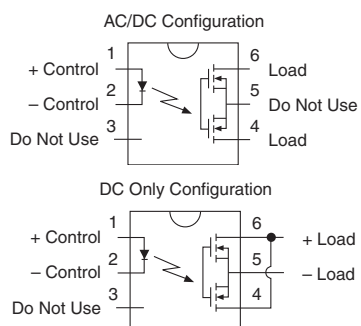 AC/DC Configuration
1
+ Control
2
– Control
3
Do Not Use
6
Load
5
Do Not Use
4
Load
DC Only Configuration
1
+ Control
2
– Control
3
Do Not Use
6
+ Load
5
– Load
4